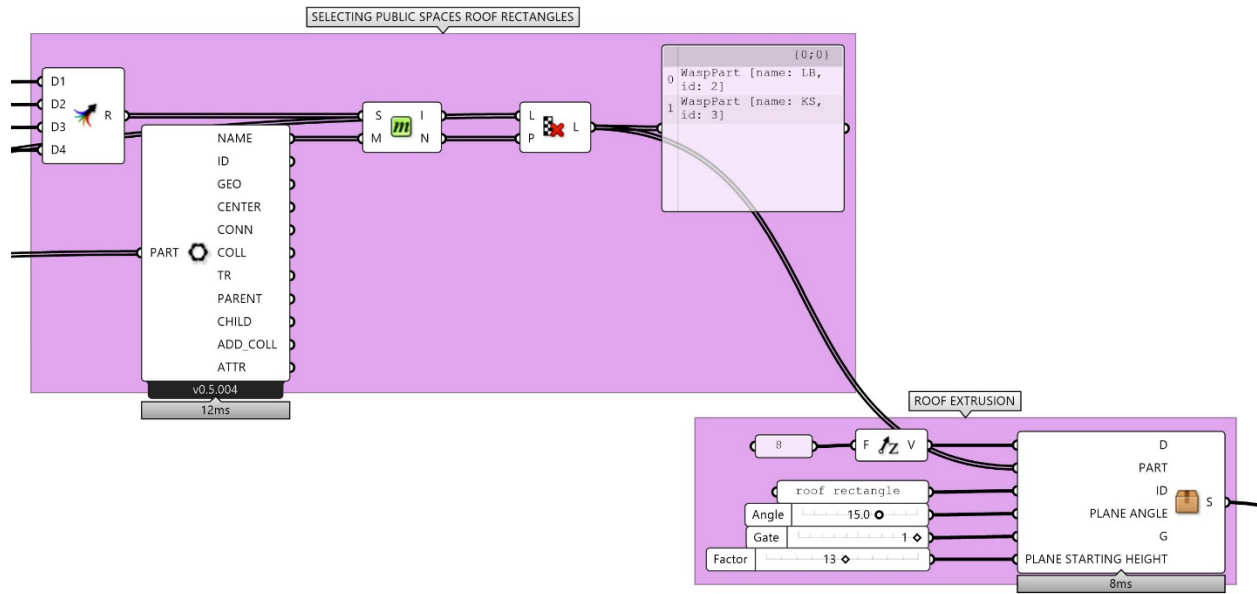 SELECTING PUBLIC SPACES ROOF RECTANGLES
D1
D2
D3
D4
R
PART
NAME
ID
GEO
CENTER
CONN
COLL
TR
PARENT
CHILD
ADD_COLL
ATTR
v0.5.004
12ms
S
M
m
I
N
L
P
L
{0;0}
0 WaspPart [name: LB,
id: 2]
1 WaspPart [name: KS,
id: 3]
ROOF EXTRUSION
8
F
Z
V
roof rectangle
Angle 15.0
Gate 1
Factor 13
D
PART
ID
PLANE ANGLE
G
PLANE STARTING HEIGHT
S
8ms